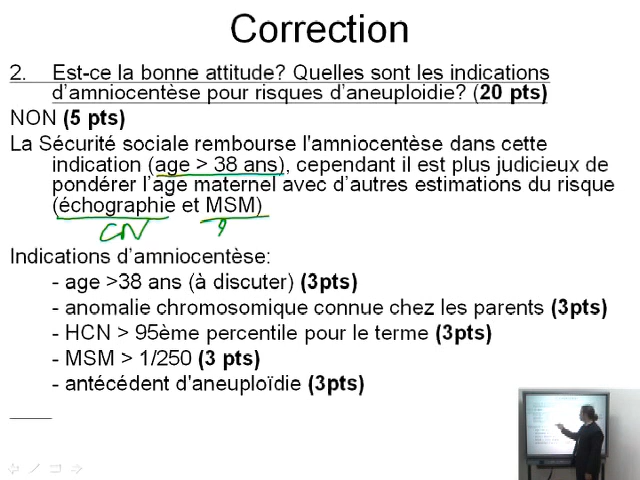 Correction
2. Est-ce la bonne attitude? Quelles sont les indications
d'amniocentèse pour risques d'aneuploidie? (20 pts)
NON (5 pts)
La Sécurité sociale rembourse l'amniocentèse dans cette
indication (age > 38 ans), cependant il est plus judicieux de
pondérer l'age maternel avec d'autres estimations du risque
(échographie et MSM)
CN
Indications d'amniocentèse:
- age >38 ans (à discuter) (3pts)
- anomalie chromosomique connue chez les parents (3pts)
- HCN > 95ème percentile pour le terme (3pts)
- MSM > 1/250 (3 pts)
- antécédent d'aneuploïdie (3pts)